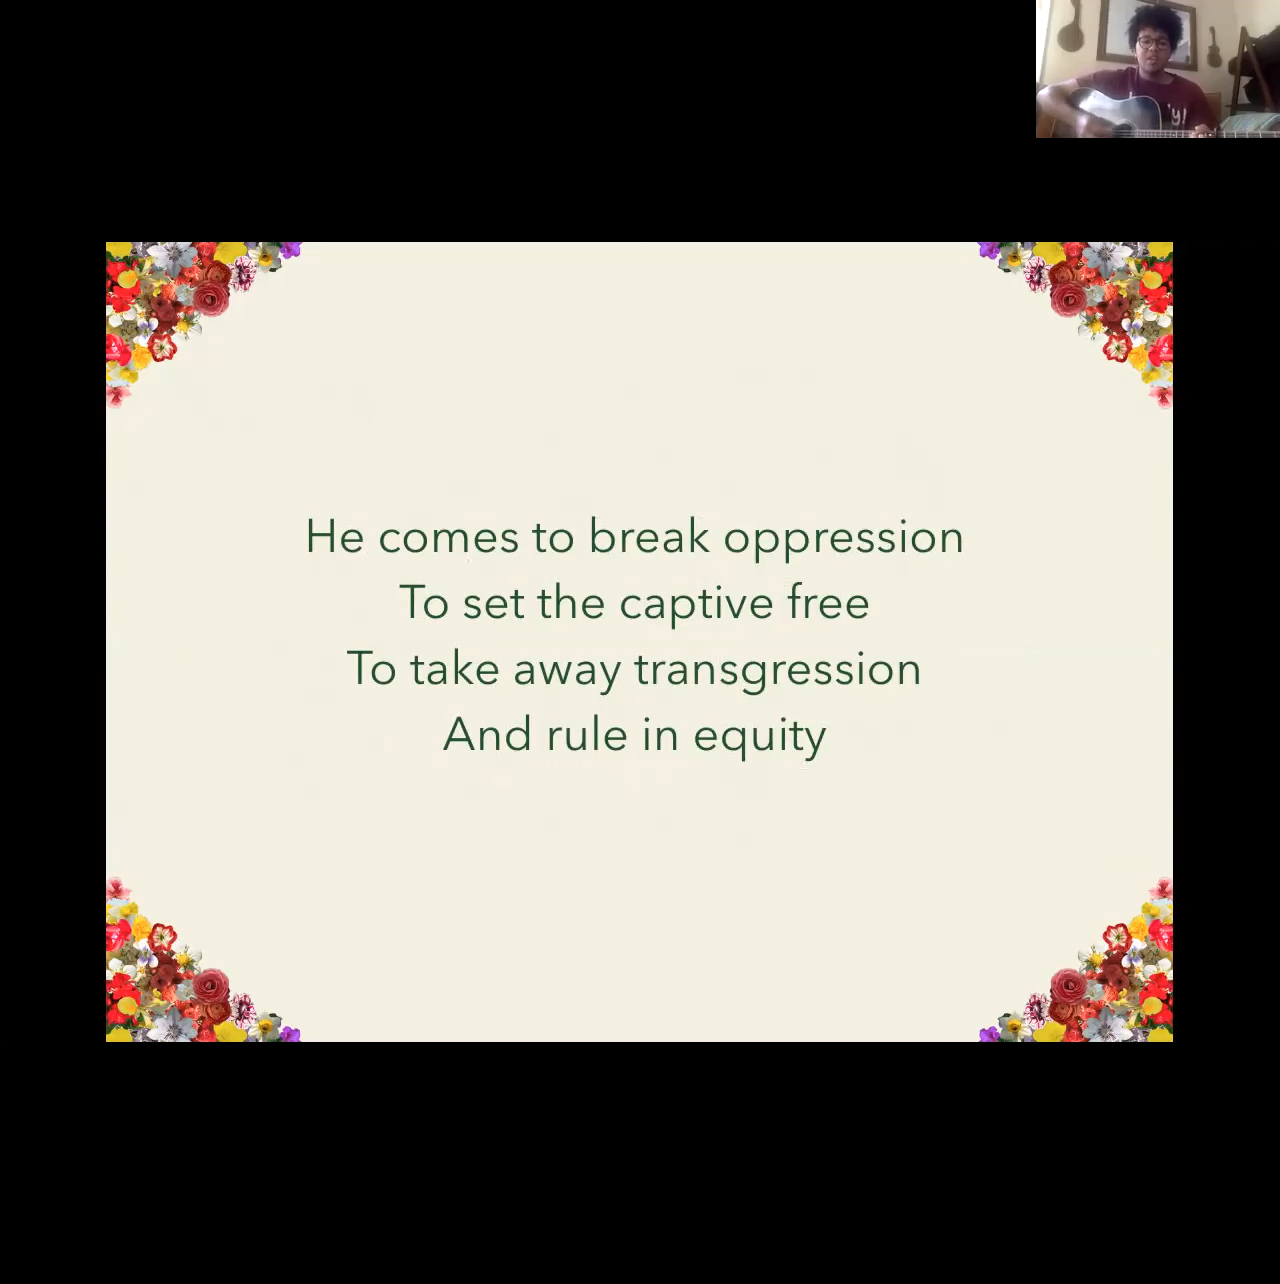 He comes to break oppression
To set the captive free
To take away transgression
And rule in equity